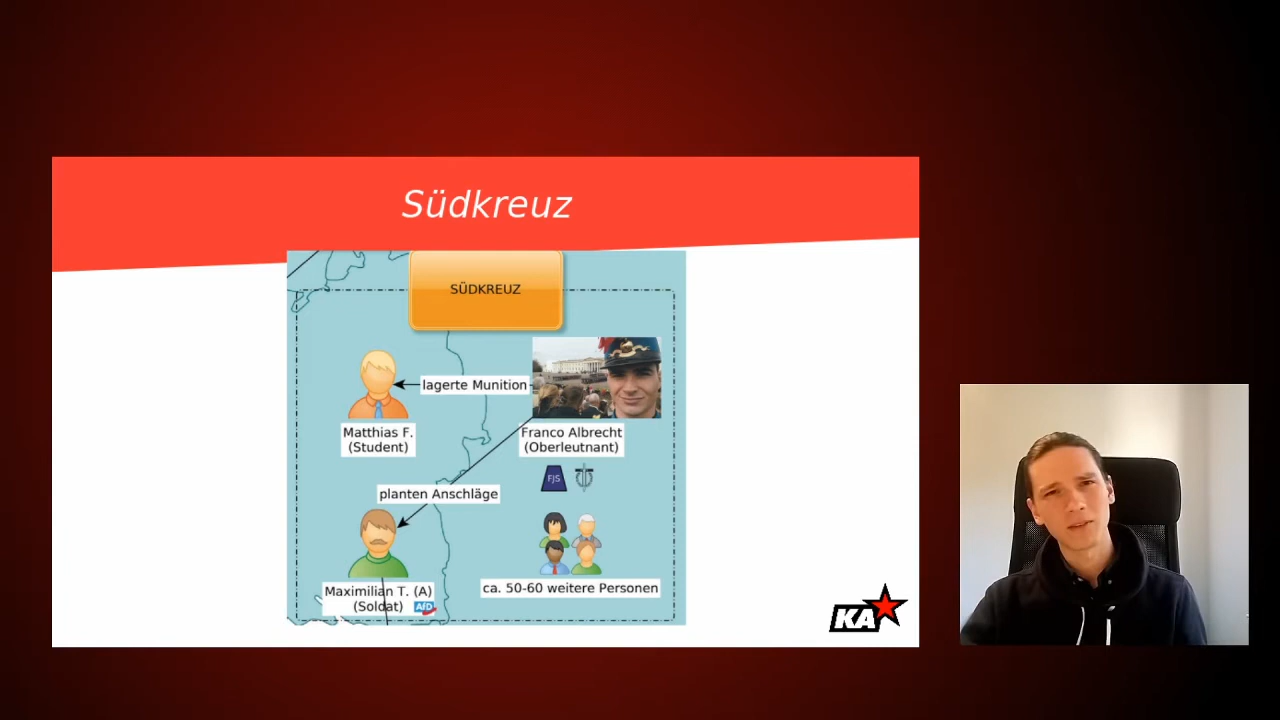 Südkreuz
SÜDKREUZ
lagerte Munition
Matthias F.
(Student)
Franco Albrecht
(Oberleutnant)
FJS
planten Anschläge
Maximilian T. (A)
(Soldat) AfD
ca. 50-60 weitere Personen
KA